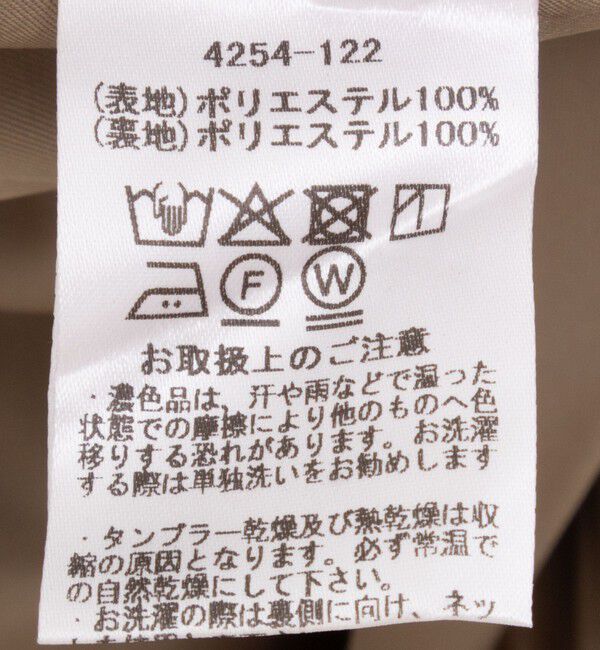 4254-122
(表地)ポリエステル100%
(裏地)ポリエステル100%
F W
お取扱上のご注意
・濃色品は、汗や雨などで湿った
状態での摩擦により他のものへ色
移りする恐れがあります。お洗濯
する際は単独洗いをお勧めします
・タンブラー乾燥及び熱乾燥は収
縮の原因となります。必ず常温で
の自然乾燥にして下さい。
・お洗濯の際は裏側に向け、ネッ